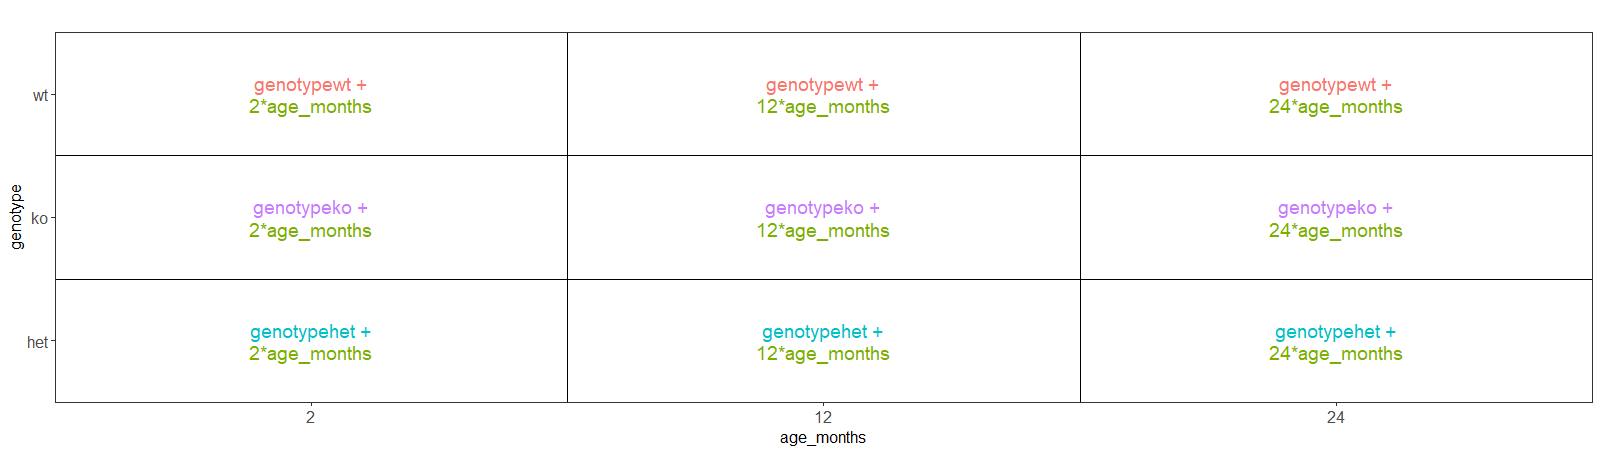 genotype
wt
genotypewt +
2*age_months
genotypewt +
12*age_months
genotypewt +
24*age_months
ko
genotypeko +
2*age_months
genotypeko +
12*age_months
genotypeko +
24*age_months
het
genotypehet +
2*age_months
genotypehet +
12*age_months
genotypehet +
24*age_months
2
12
24
age_months